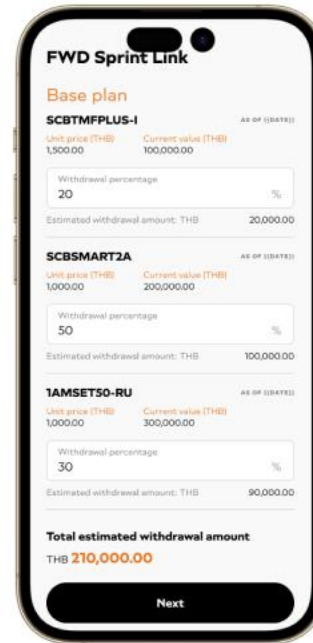 FWD Sprint Link
Base plan
SCBTMFPLUS-I AS OF {{DATE}}
Unit price (THB) Current value (THB)
1,500.00 100,000.00
Withdrawal percentage
20 %
Estimated withdrawal amount: THB 20,000.00
SCBSMART2A AS OF {{DATE}}
Unit price (THB) Current value (THB)
1,000.00 200,000.00
Withdrawal percentage
50 %
Estimated withdrawal amount: THB 100,000.00
1AMSET50-RU AS OF {{DATE}}
Unit price (THB) Current value (THB)
1,000.00 300,000.00
Withdrawal percentage
30 %
Estimated withdrawal amount: THB 90,000.00
Total estimated withdrawal amount
THB 210,000.00
Next